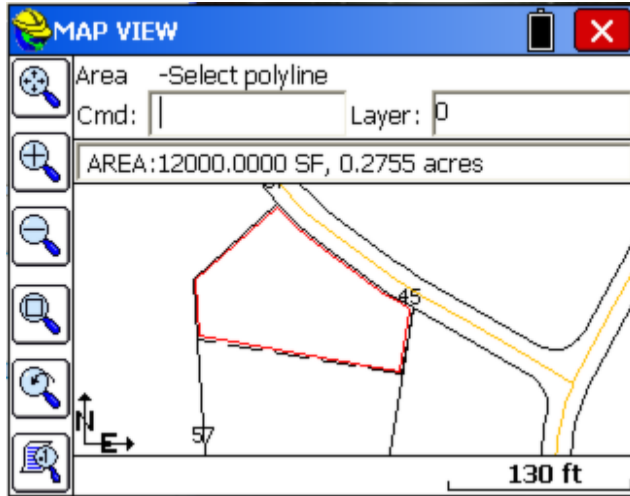 MAP VIEW
Area -Select polyline
Cmd: Layer: 0
AREA:12000.0000 SF, 0.2755 acres
45
57
N
E
130 ft